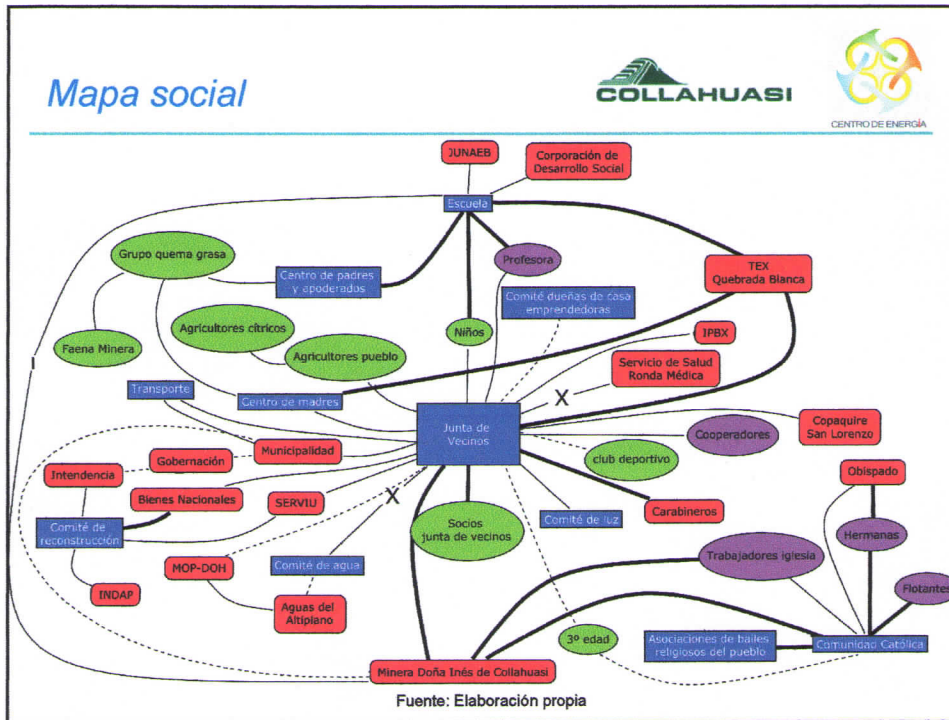 Mapa social
COLLAHUASI
CENTRO DE ENERGÍA
JUNAEB
Corporación de
Desarrollo Social
Escuela
Grupo quema grasa
Centro de padres
y apoderados
Profesora
TEX
Quebrada Blanca
Comité dueñas de casa
emprendedoras
Agricultores cítricos
Niños
IPBX
Faena Minera
Agricultores pueblo
Servicio de Salud
Ronda Médica
Transporte
Centro de madres
X
Junta de
Vecinos
Copaquire
San Lorenzo
Cooperadores
Municipalidad
Gobernación
club deportivo
Intendencia
Obispado
Bienes Nacionales
SERVIU
X
Carabineros
Comité de
reconstrucción
Socios
junta de vecinos
Comité de luz
Hermanas
MOP-DOH
Comité de agua
Trabajadores iglesia
INDAP
Aguas del
Altiplano
Flotantes
3º edad
Asociaciones de bailes
religiosos del pueblo
Comunidad Católica
Minera Doña Inés de Collahuasi
Fuente: Elaboración propia